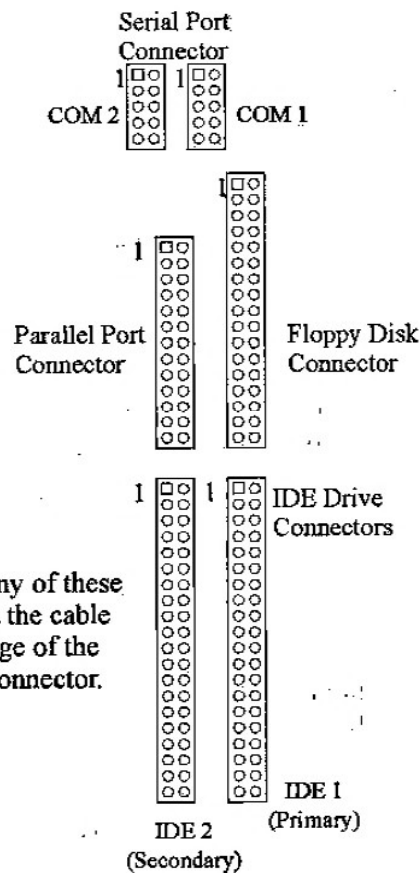 Serial Port
Connector
1
1
COM 2
COM 1
1
1
Parallel Port
Connector
Floppy Disk
Connector
1
1
IDE Drive
Connectors
ny of these
the cable
ge of the
onnector.
IDE 1
(Primary)
IDE 2
(Secondary)